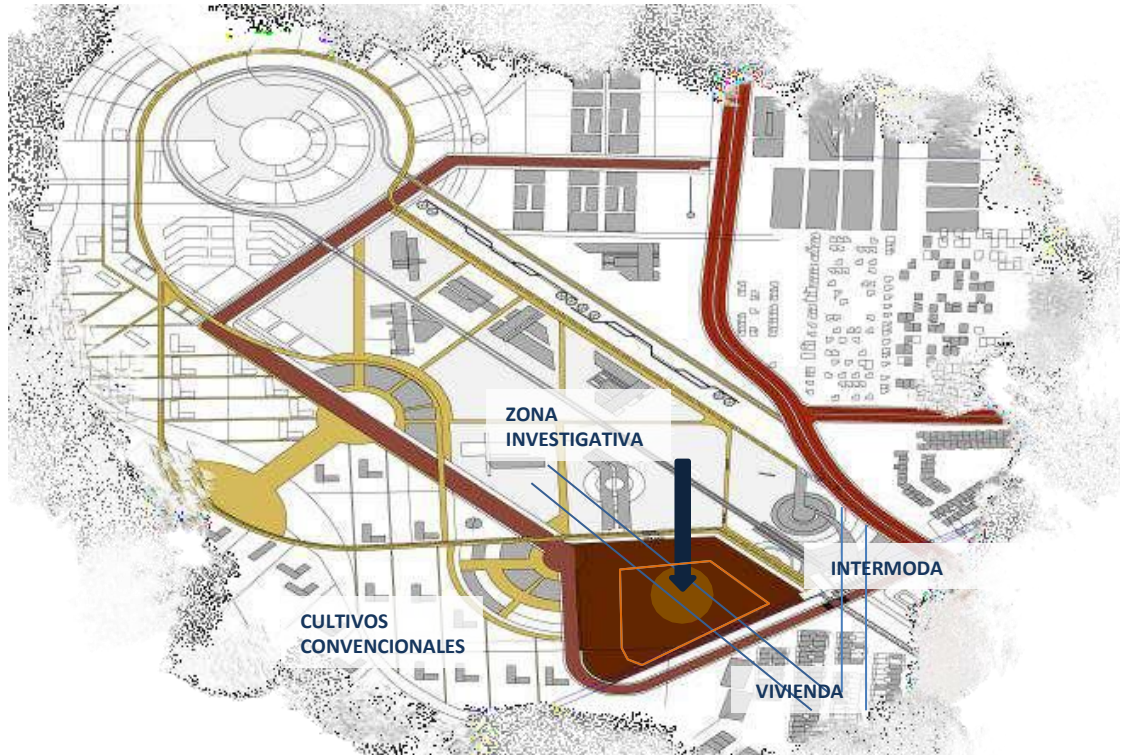 ZONA
INVESTIGATIVA
INTERMODA
CULTIVOS
CONVENCIONALES
VIVIENDA